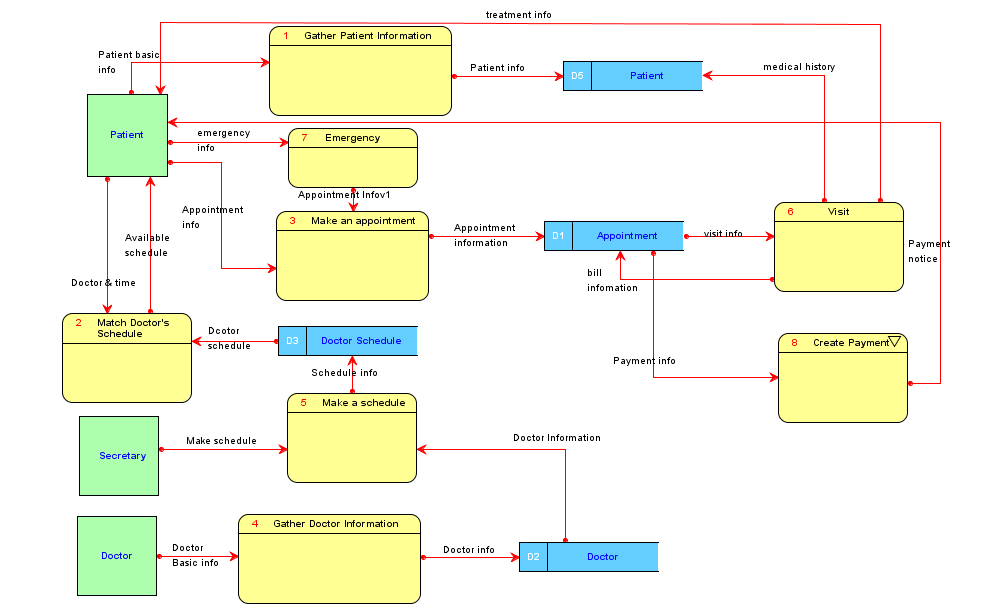 treatment info
1 Gather Patient Information
Patient basic
info
Patient info
D5 Patient
medical history
Patient
emergency
info
7 Emergency
Appointment Infov1
Appointment
info
3 Make an appointment
Appointment
information
D1 Appointment
visit info
6 Visit
Payment
notice
Available
schedule
Doctor & time
bill
infomation
2 Match Doctor's
Schedule
Dcotor
schedule
D3 Doctor Schedule
8 Create Payment
Payment info
Schedule info
5 Make a schedule
Make schedule
Doctor Information
Secretary
4 Gather Doctor Information
Doctor
Doctor
Basic info
Doctor info
D2 Doctor